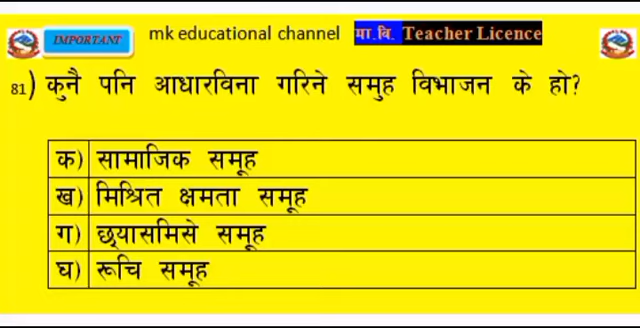 IMPORTANT mk educational channel मा.वि. Teacher Licence
81) कुनै पनि आधारविना गरिने समुह विभाजन के हो?
क) सामाजिक समूह
ख) मिश्रित क्षमता समूह
ग) छ्यासमिसे समूह
घ) रूचि समूह